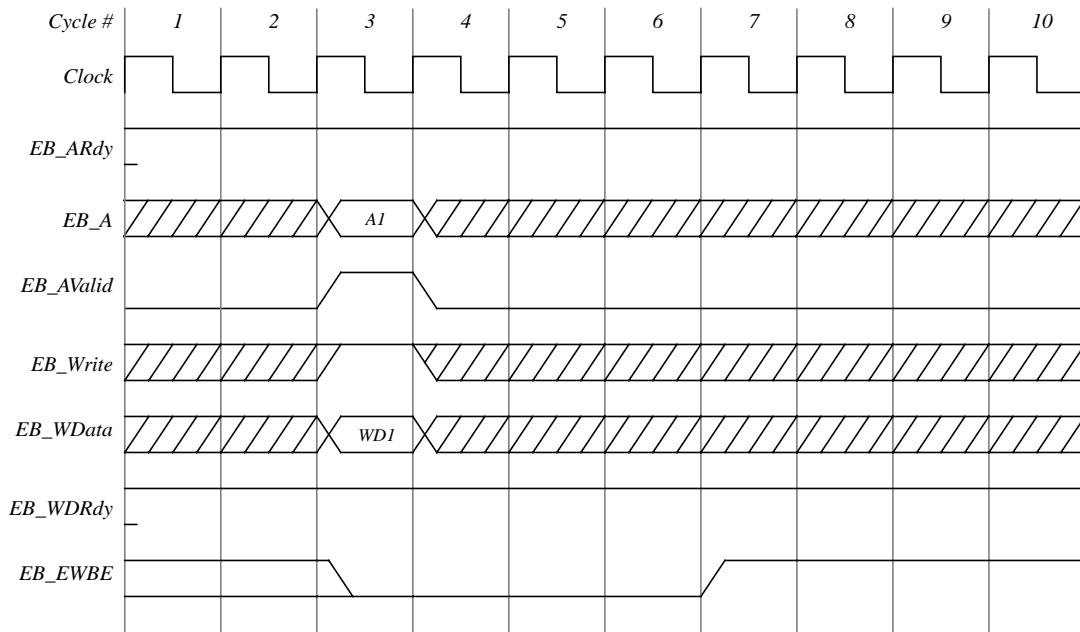 Cycle # 1 2 3 4 5 6 7 8 9 10
Clock
EB_ARdy
EB_A A1
EB_AValid
EB_Write
EB_WData WD1
EB_WDRdy
EB_EWBE